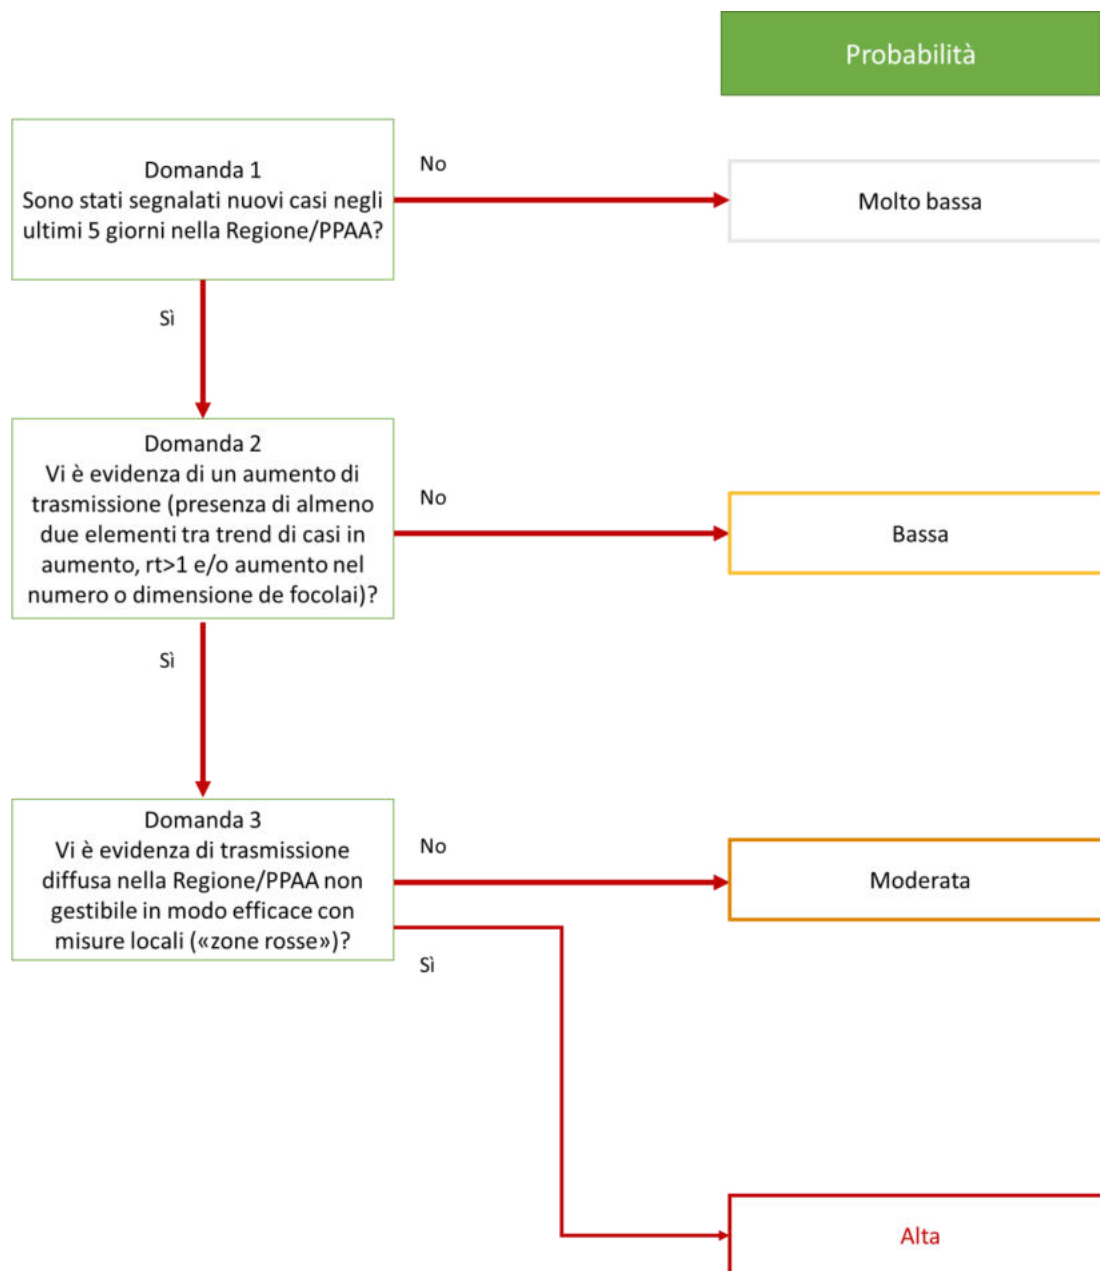 Probabilità
Domanda 1
Sono stati segnalati nuovi casi negli
ultimi 5 giorni nella Regione/PPAA?
No
Molto bassa
Sì
Domanda 2
Vi è evidenza di un aumento di
trasmissione (presenza di almeno
due elementi tra trend di casi in
aumento, rt>1 e/o aumento nel
numero o dimensione de focolai)?
No
Bassa
Sì
Domanda 3
Vi è evidenza di trasmissione
diffusa nella Regione/PPAA non
gestibile in modo efficace con
misure locali («zone rosse»)?
No
Moderata
Sì
Alta